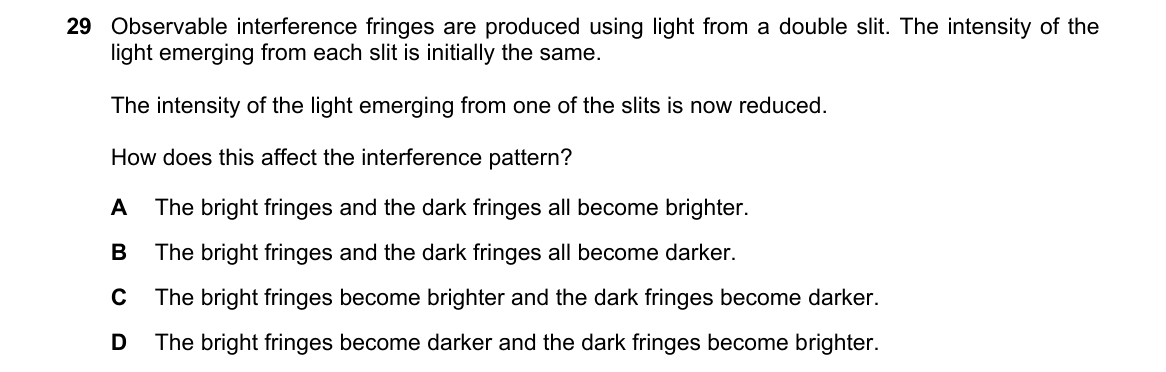 29 Observable interference fringes are produced using light from a double slit. The intensity of the
light emerging from each slit is initially the same.
The intensity of the light emerging from one of the slits is now reduced.
How does this affect the interference pattern?
A The bright fringes and the dark fringes all become brighter.
B The bright fringes and the dark fringes all become darker.
C The bright fringes become brighter and the dark fringes become darker.
D The bright fringes become darker and the dark fringes become brighter.